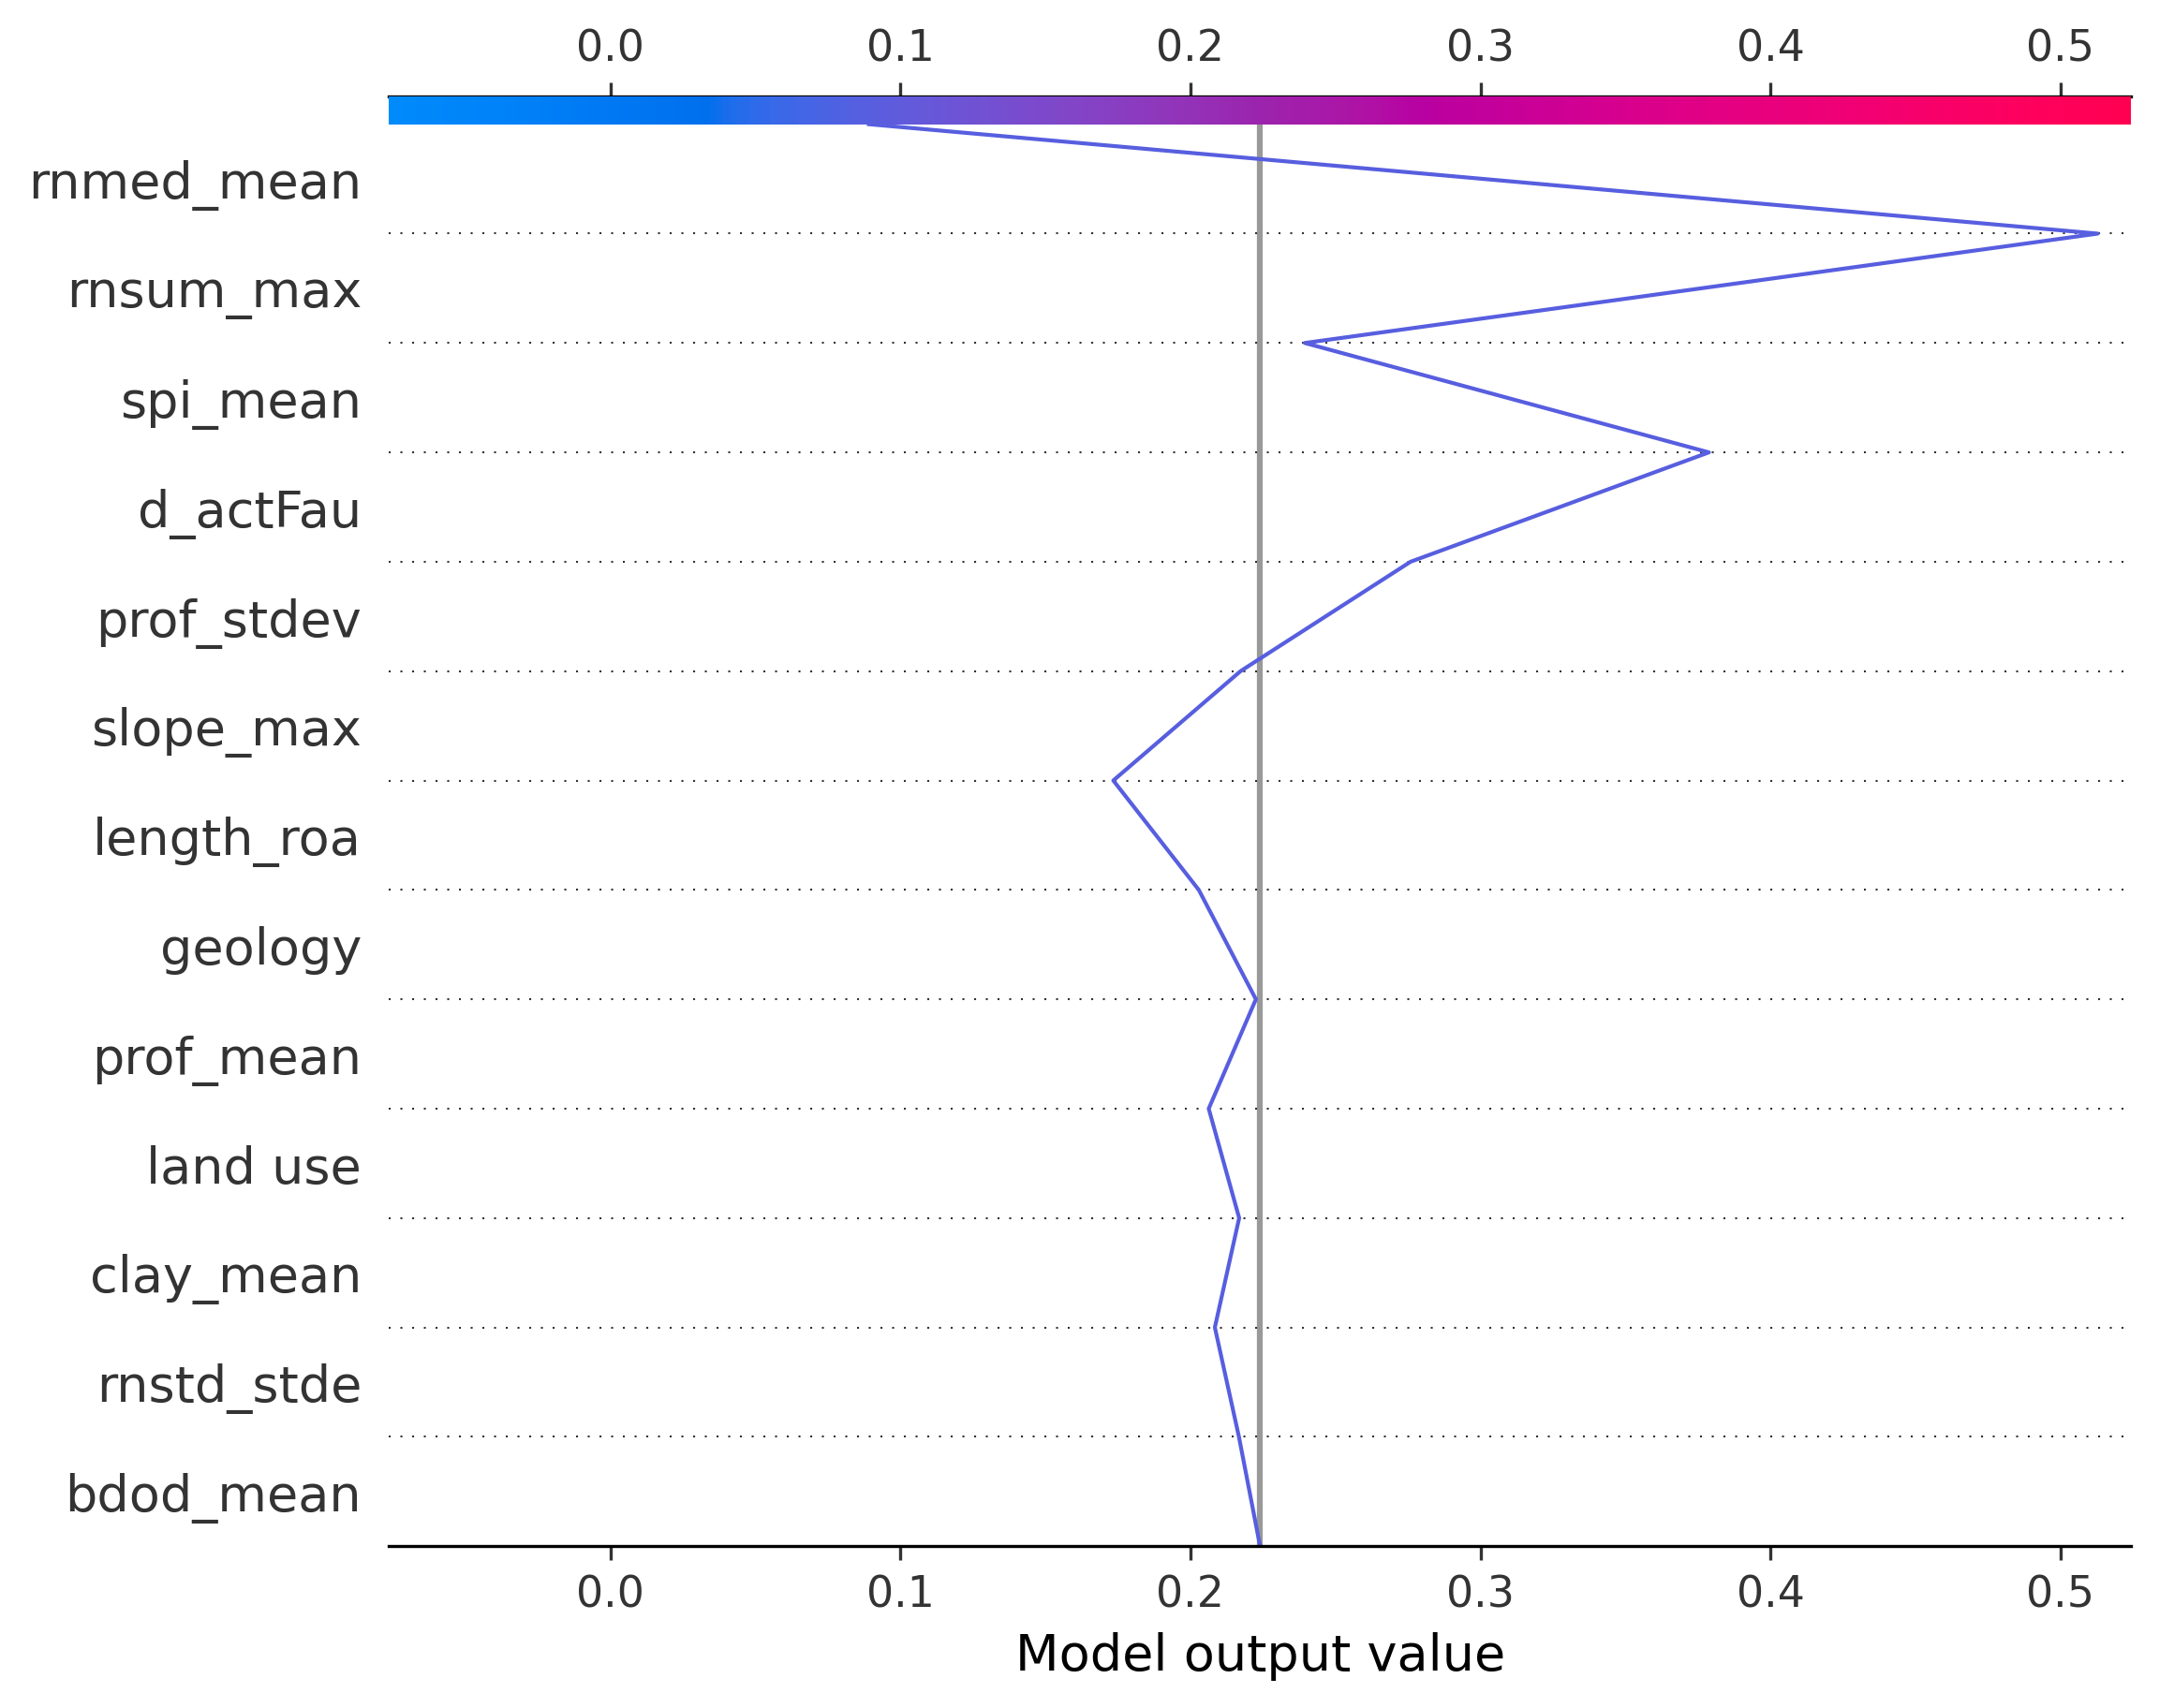 0.0 0.1 0.2 0.3 0.4 0.5
rnmed_mean
rnsum_max
spi_mean
d_actFau
prof_stdev
slope_max
length_roa
geology
prof_mean
land use
clay_mean
rnstd_stde
bdod_mean
0.0 0.1 0.2 0.3 0.4 0.5
Model output value